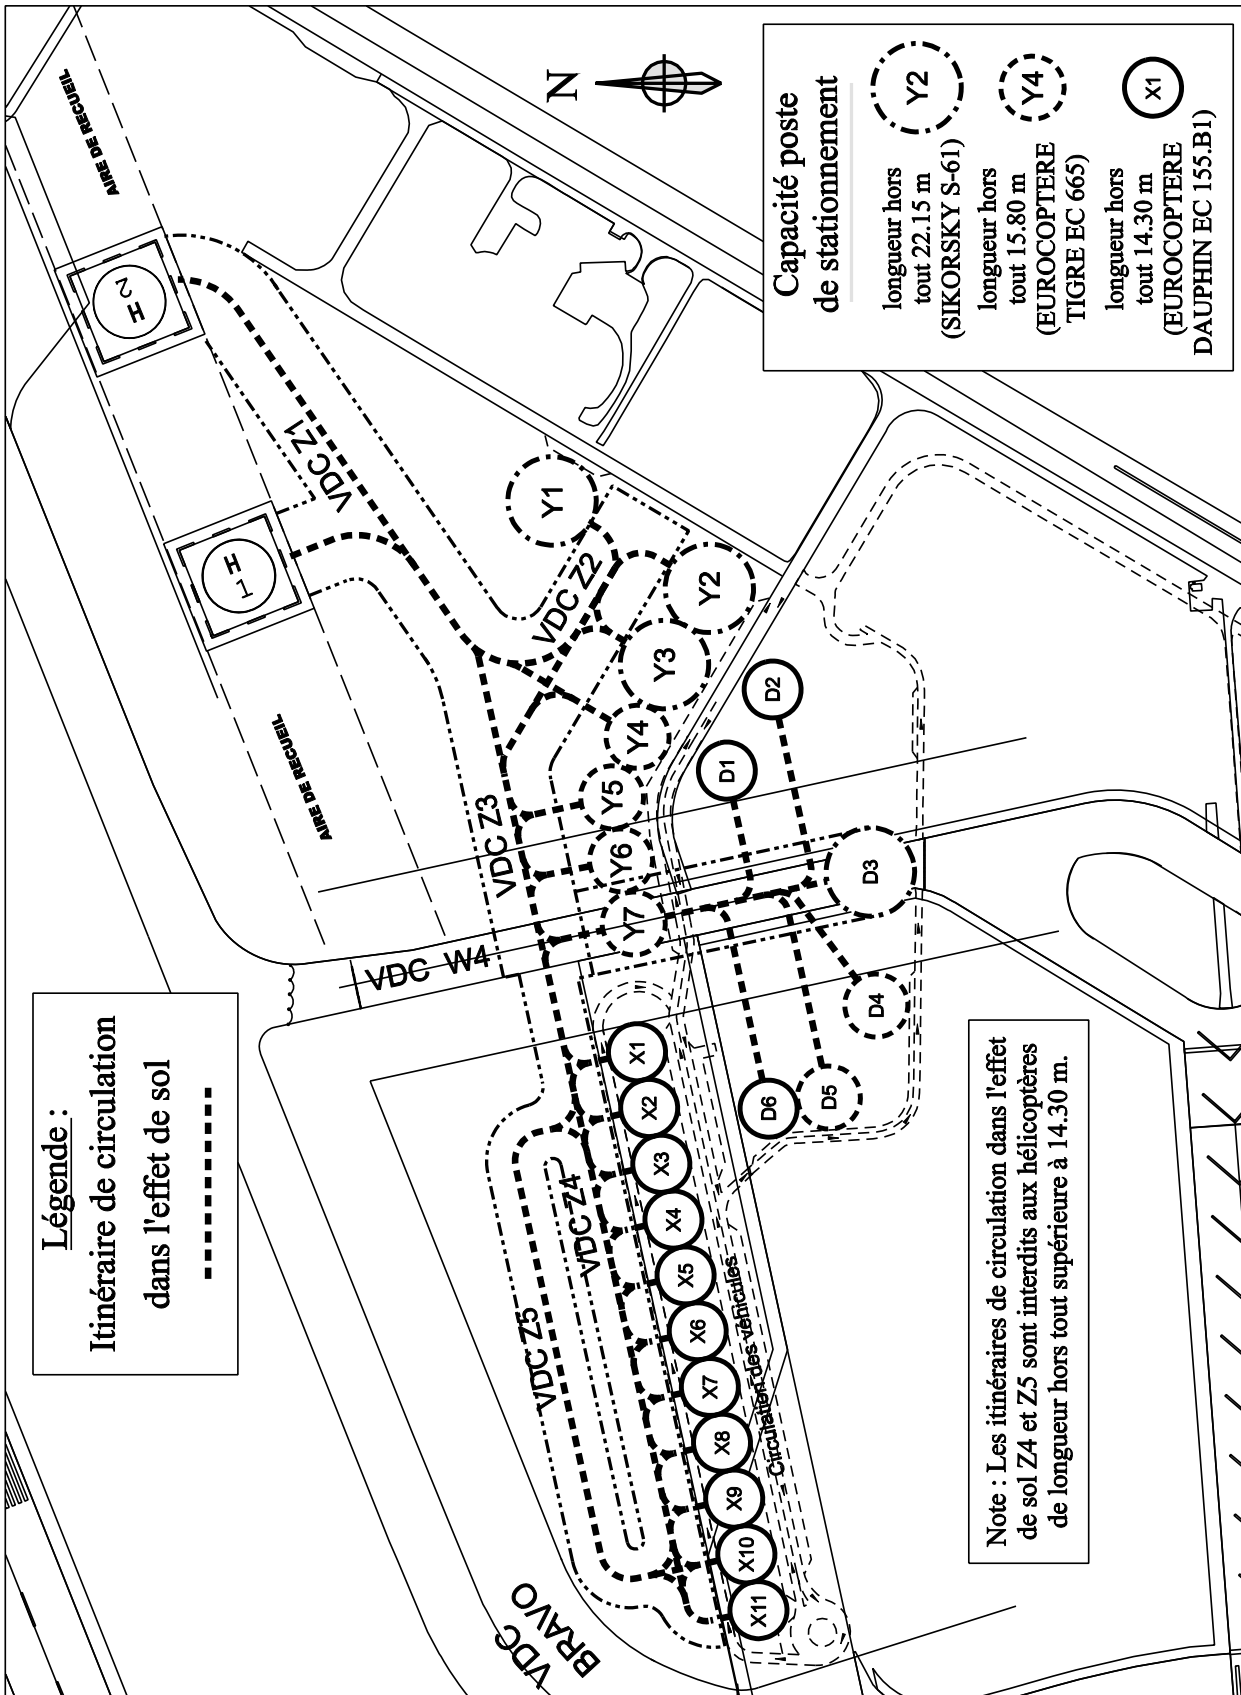 Légende :
Itinéraire de circulation
dans l'effet de sol
N
Capacité poste
de stationnement
longueur hors
tout 22.15 m
(SIKORSKY S-61)
Y2
longueur hors
tout 15.80 m
(EUROCOPTERE
TIGRE EC 665)
Y4
longueur hors
tout 14.30 m
(EUROCOPTERE
DAUPHIN EC 155.B1)
X1
AIRE DE RECUEIL
H
2
VDC Z1
H
1
AIRE DE RECUEIL
VDC W4
VDC Z3
VDC Z2
Y1
Y2
Y3
Y4
Y5
Y6
Y7
VDC Z5
VDC Z4
VDC
BRAVO
X11
X10
X9
X8
X7
X6
X5
X4
X3
X2
X1
Circulation des véhicules
D1
D2
D3
D4
D5
D6
Note : Les itinéraires de circulation dans l'effet
de sol Z4 et Z5 sont interdits aux hélicoptères
de longueur hors tout supérieure à 14.30 m.